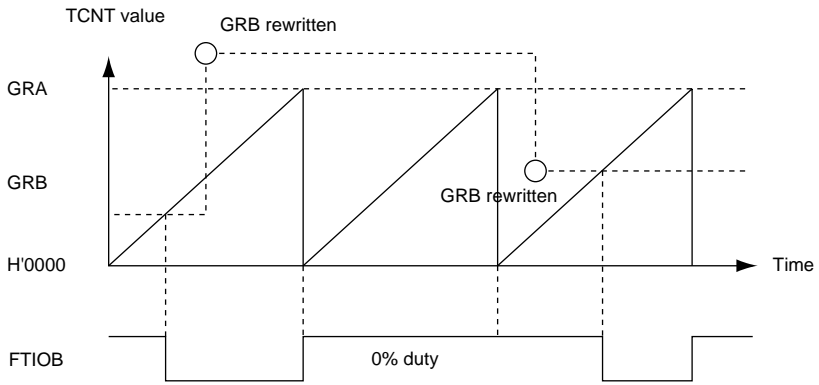 TCNT value
GRB rewritten
GRA
GRB
GRB rewritten
H'0000
Time
FTIOB
0% duty